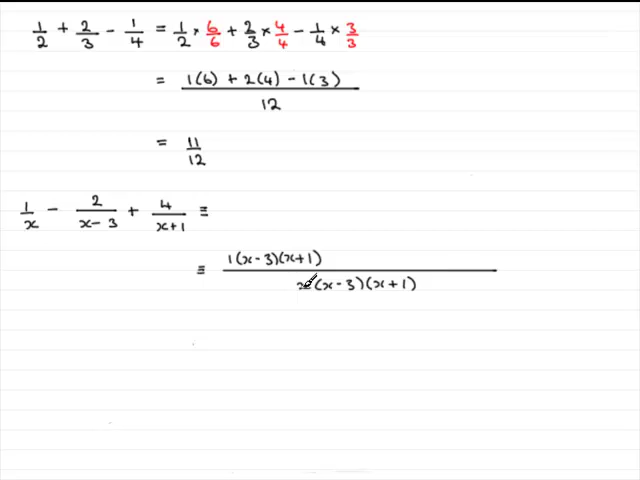 1/2 + 2/3 - 1/4 = 1/2 × 6/6 + 2/3 × 4/4 - 1/4 × 3/3
= (1(6) + 2(4) - 1(3))/12
= 11/12
1/x - 2/(x-3) + 4/(x+1) ≡
≡ 1(x-3)(x+1)/x(x-3)(x+1)